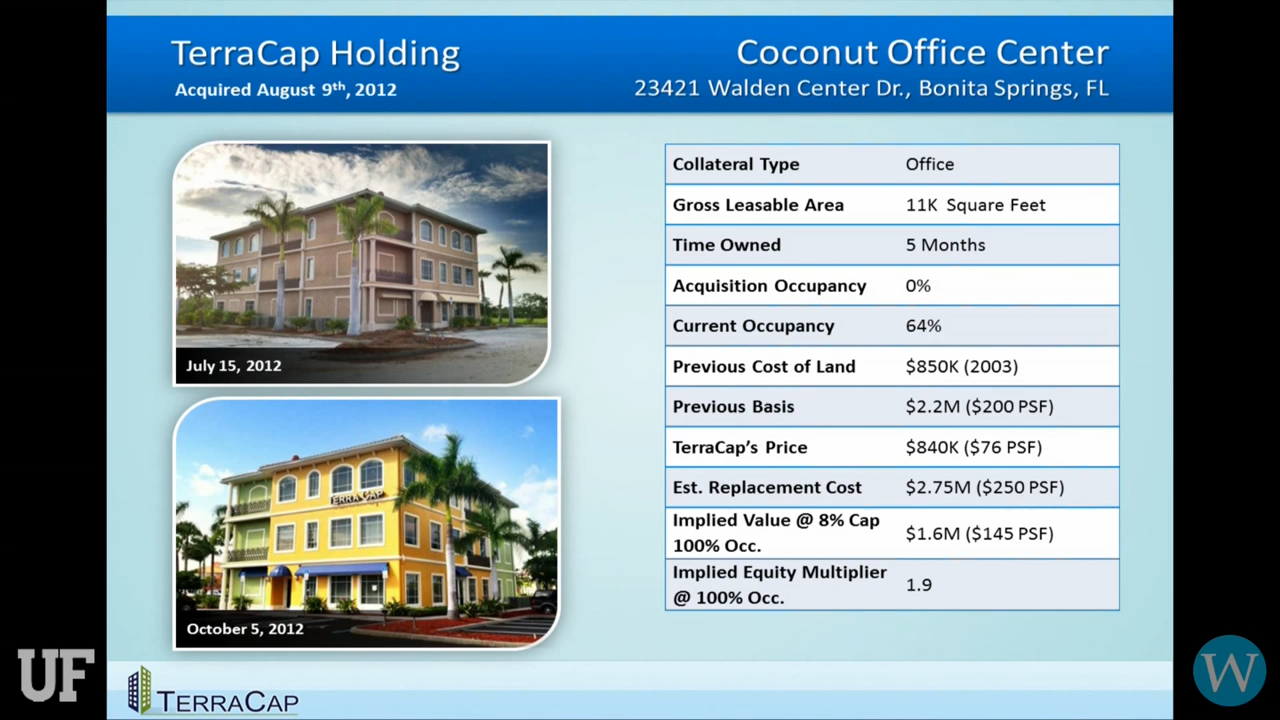 TerraCap Holding
Acquired August 9th, 2012
Coconut Office Center
23421 Walden Center Dr., Bonita Springs, FL
July 15, 2012
TERRA CAP
October 5, 2012
Collateral Type Office
Gross Leasable Area 11K Square Feet
Time Owned 5 Months
Acquisition Occupancy 0%
Current Occupancy 64%
Previous Cost of Land $850K (2003)
Previous Basis $2.2M ($200 PSF)
TerraCap's Price $840K ($76 PSF)
Est. Replacement Cost $2.75M ($250 PSF)
Implied Value @ 8% Cap
100% Occ. $1.6M ($145 PSF)
Implied Equity Multiplier
@ 100% Occ. 1.9
UF
TERRACAP
W